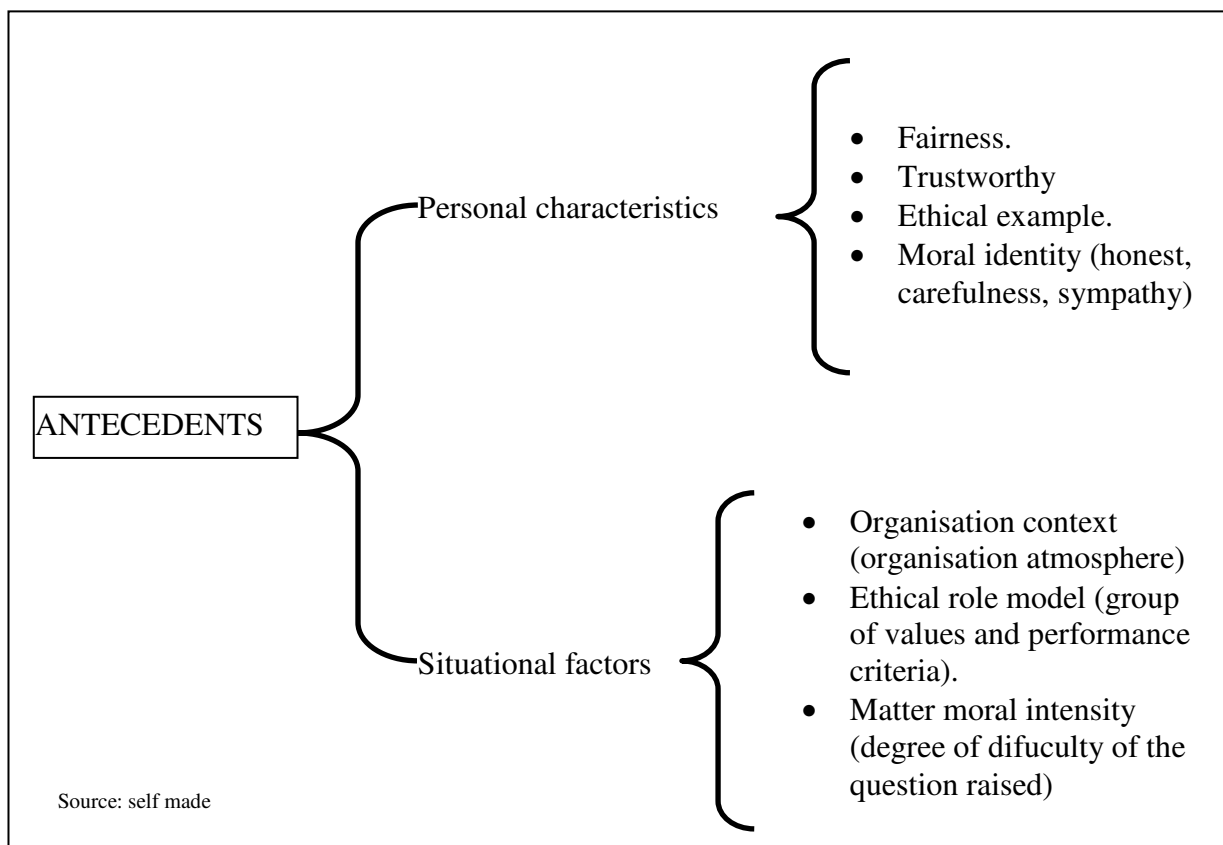 • Fairness.
• Trustworthy
Personal characteristics
• Ethical example.
• Moral identity (honest,
carefulness, sympathy)
ANTECEDENTS
• Organisation context
(organisation atmosphere)
• Ethical role model (group
of values and performance
criteria).
Situational factors
• Matter moral intensity
(degree of difuculty of the
question raised)
Source: self made